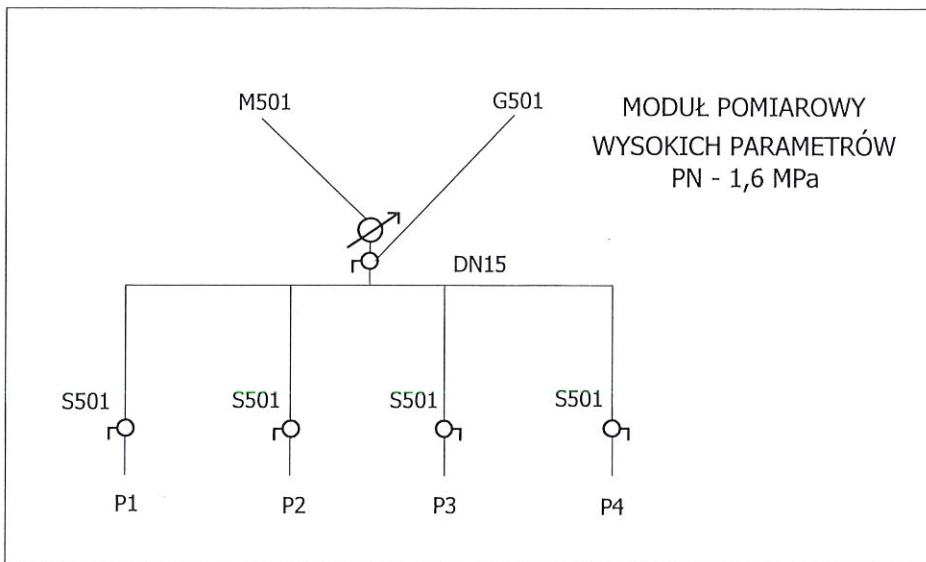 M501
G501
MODUŁ POMIAROWY
WYSOKICH PARAMETRÓW
PN - 1,6 MPa
DN15
S501
S501
S501
S501
P1
P2
P3
P4